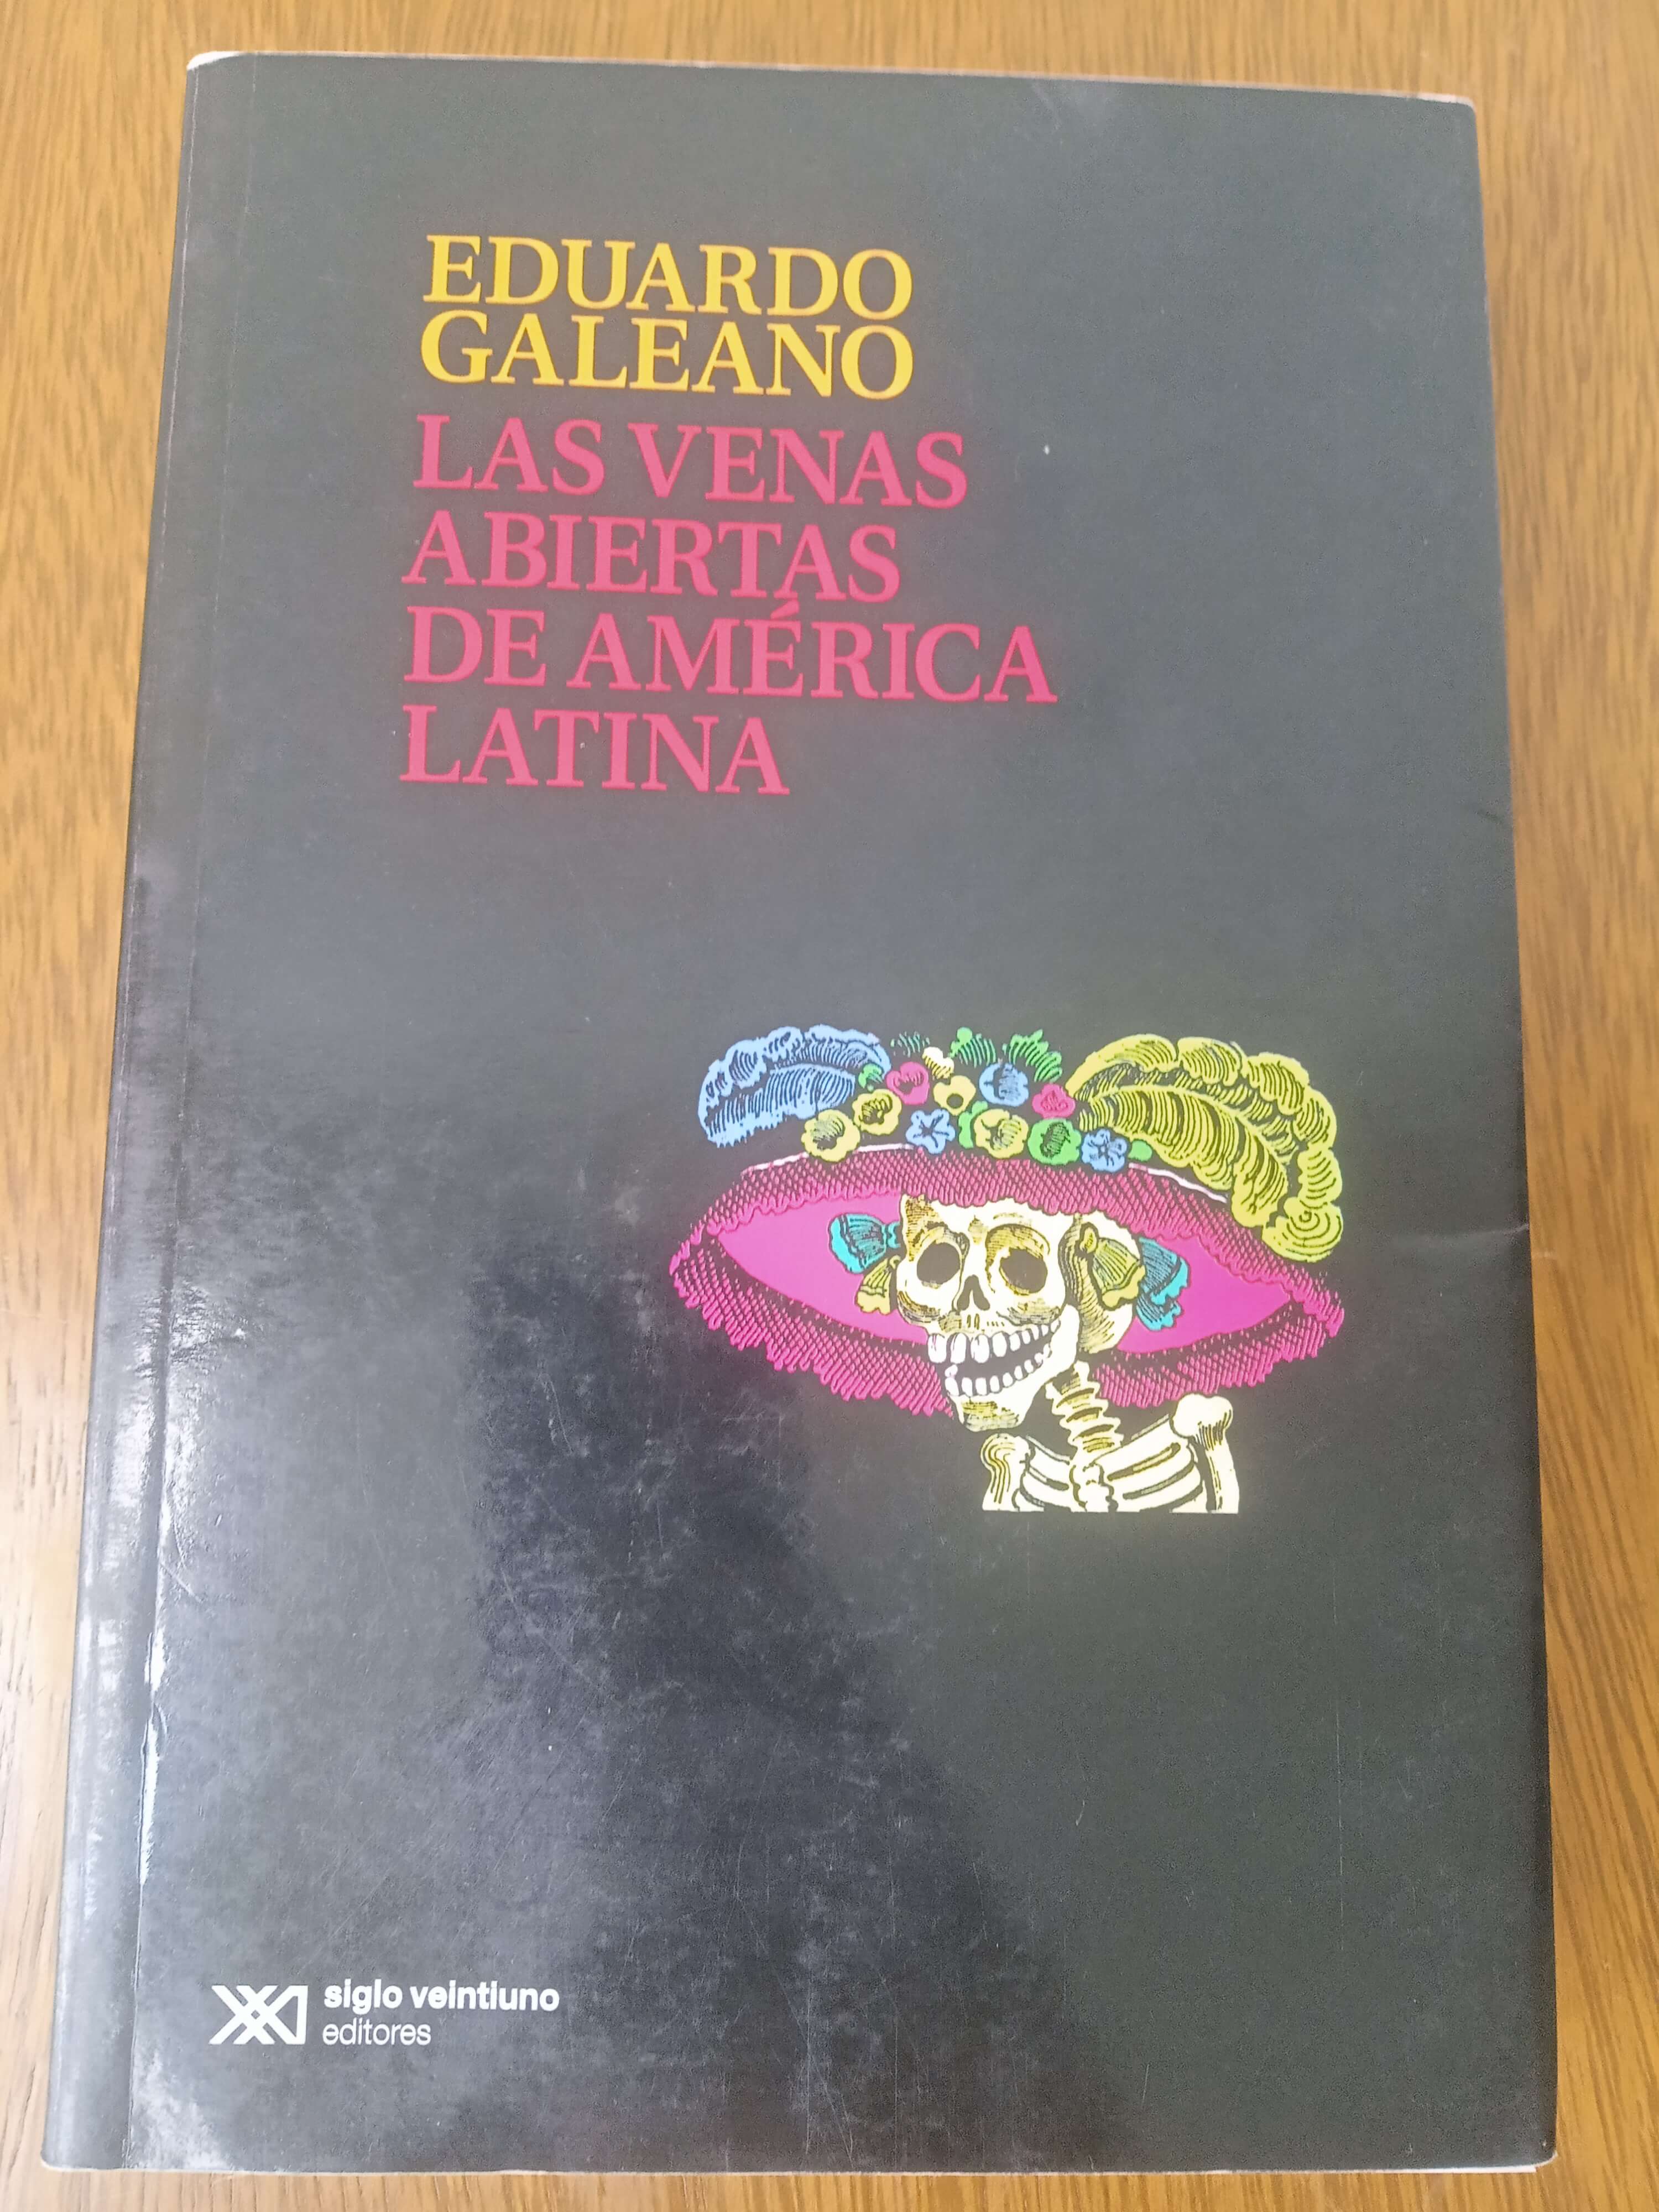 EDUARDO
GALEANO
LAS VENAS
ABIERTAS
DE AMÉRICA
LATINA
siglo veintiuno
editores